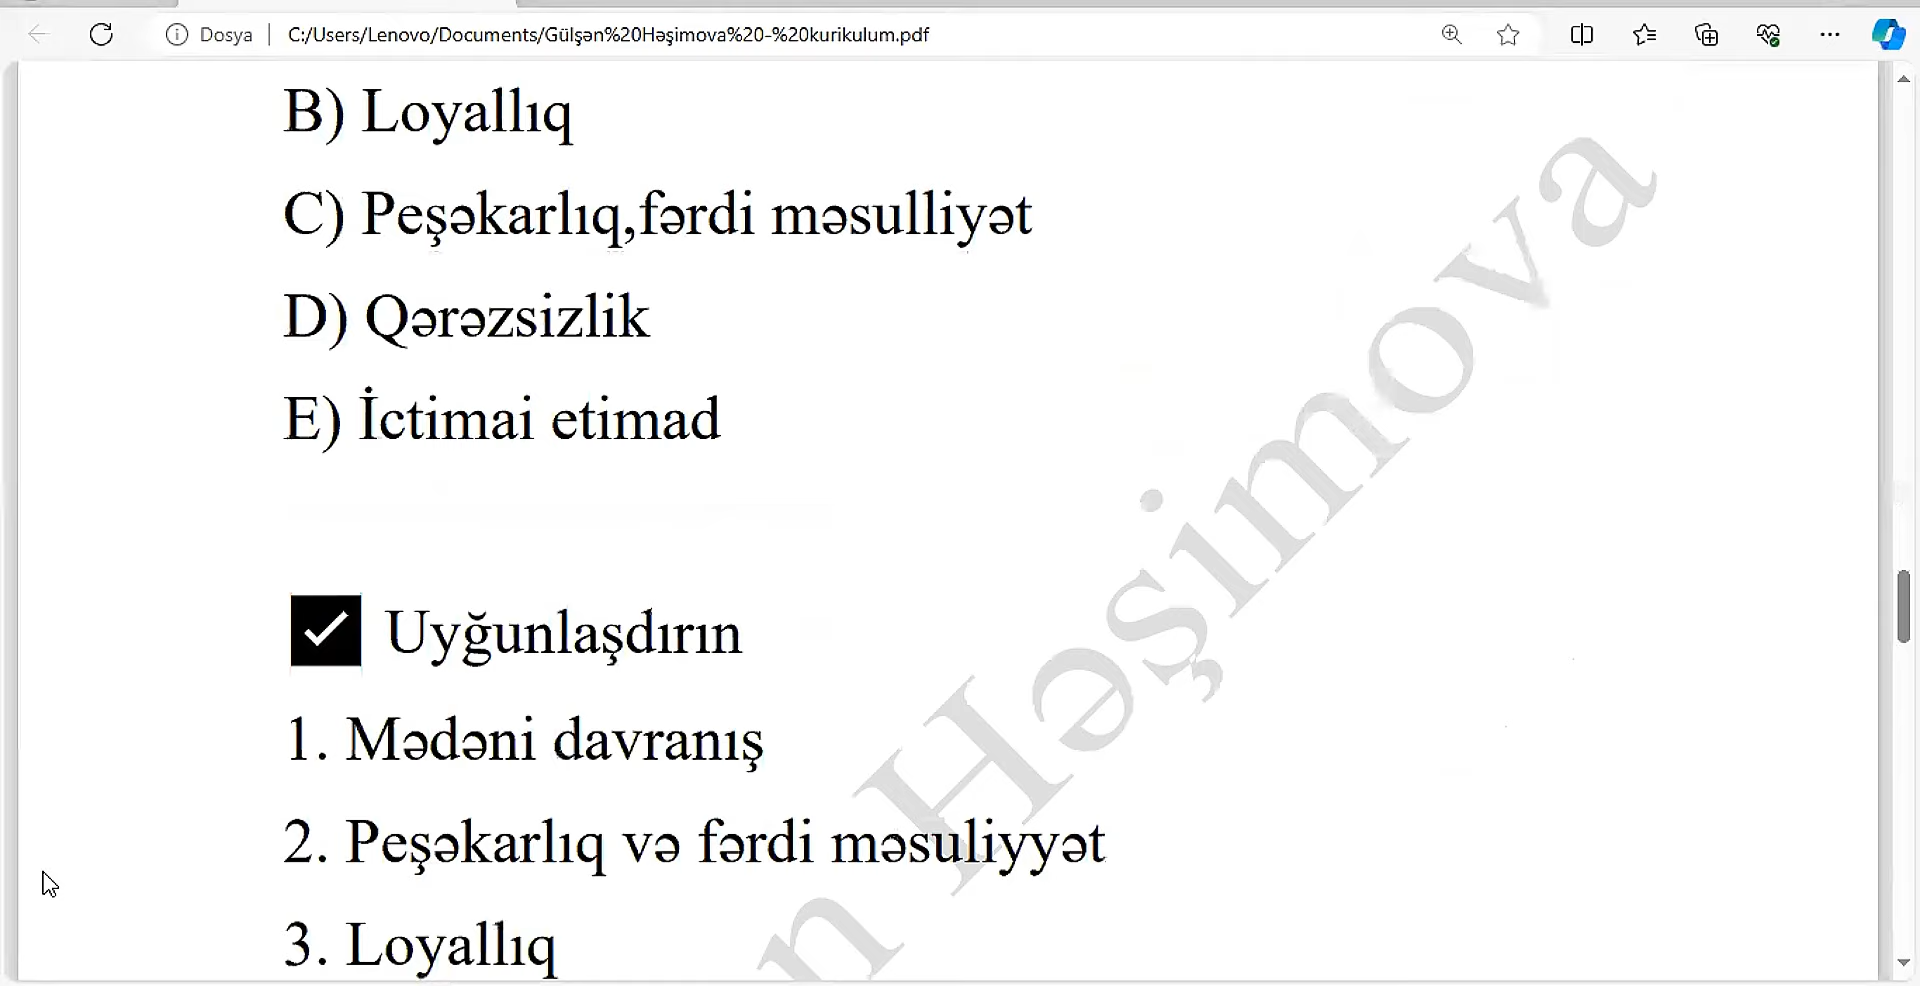 Dosya
C:/Users/Lenovo/Documents/Gülşən%20Həşimova%20-%20kurikulum.pdf
B) Loyallıq
C) Peşəkarlıq,fərdi məsulliyət
D) Qərəzsizlik
E) İctimai etimad
Uyğunlaşdırın
1. Mədəni davranış
2. Peşəkarlıq və fərdi məsuliyyət
3. Loyallıq
n Həşimova